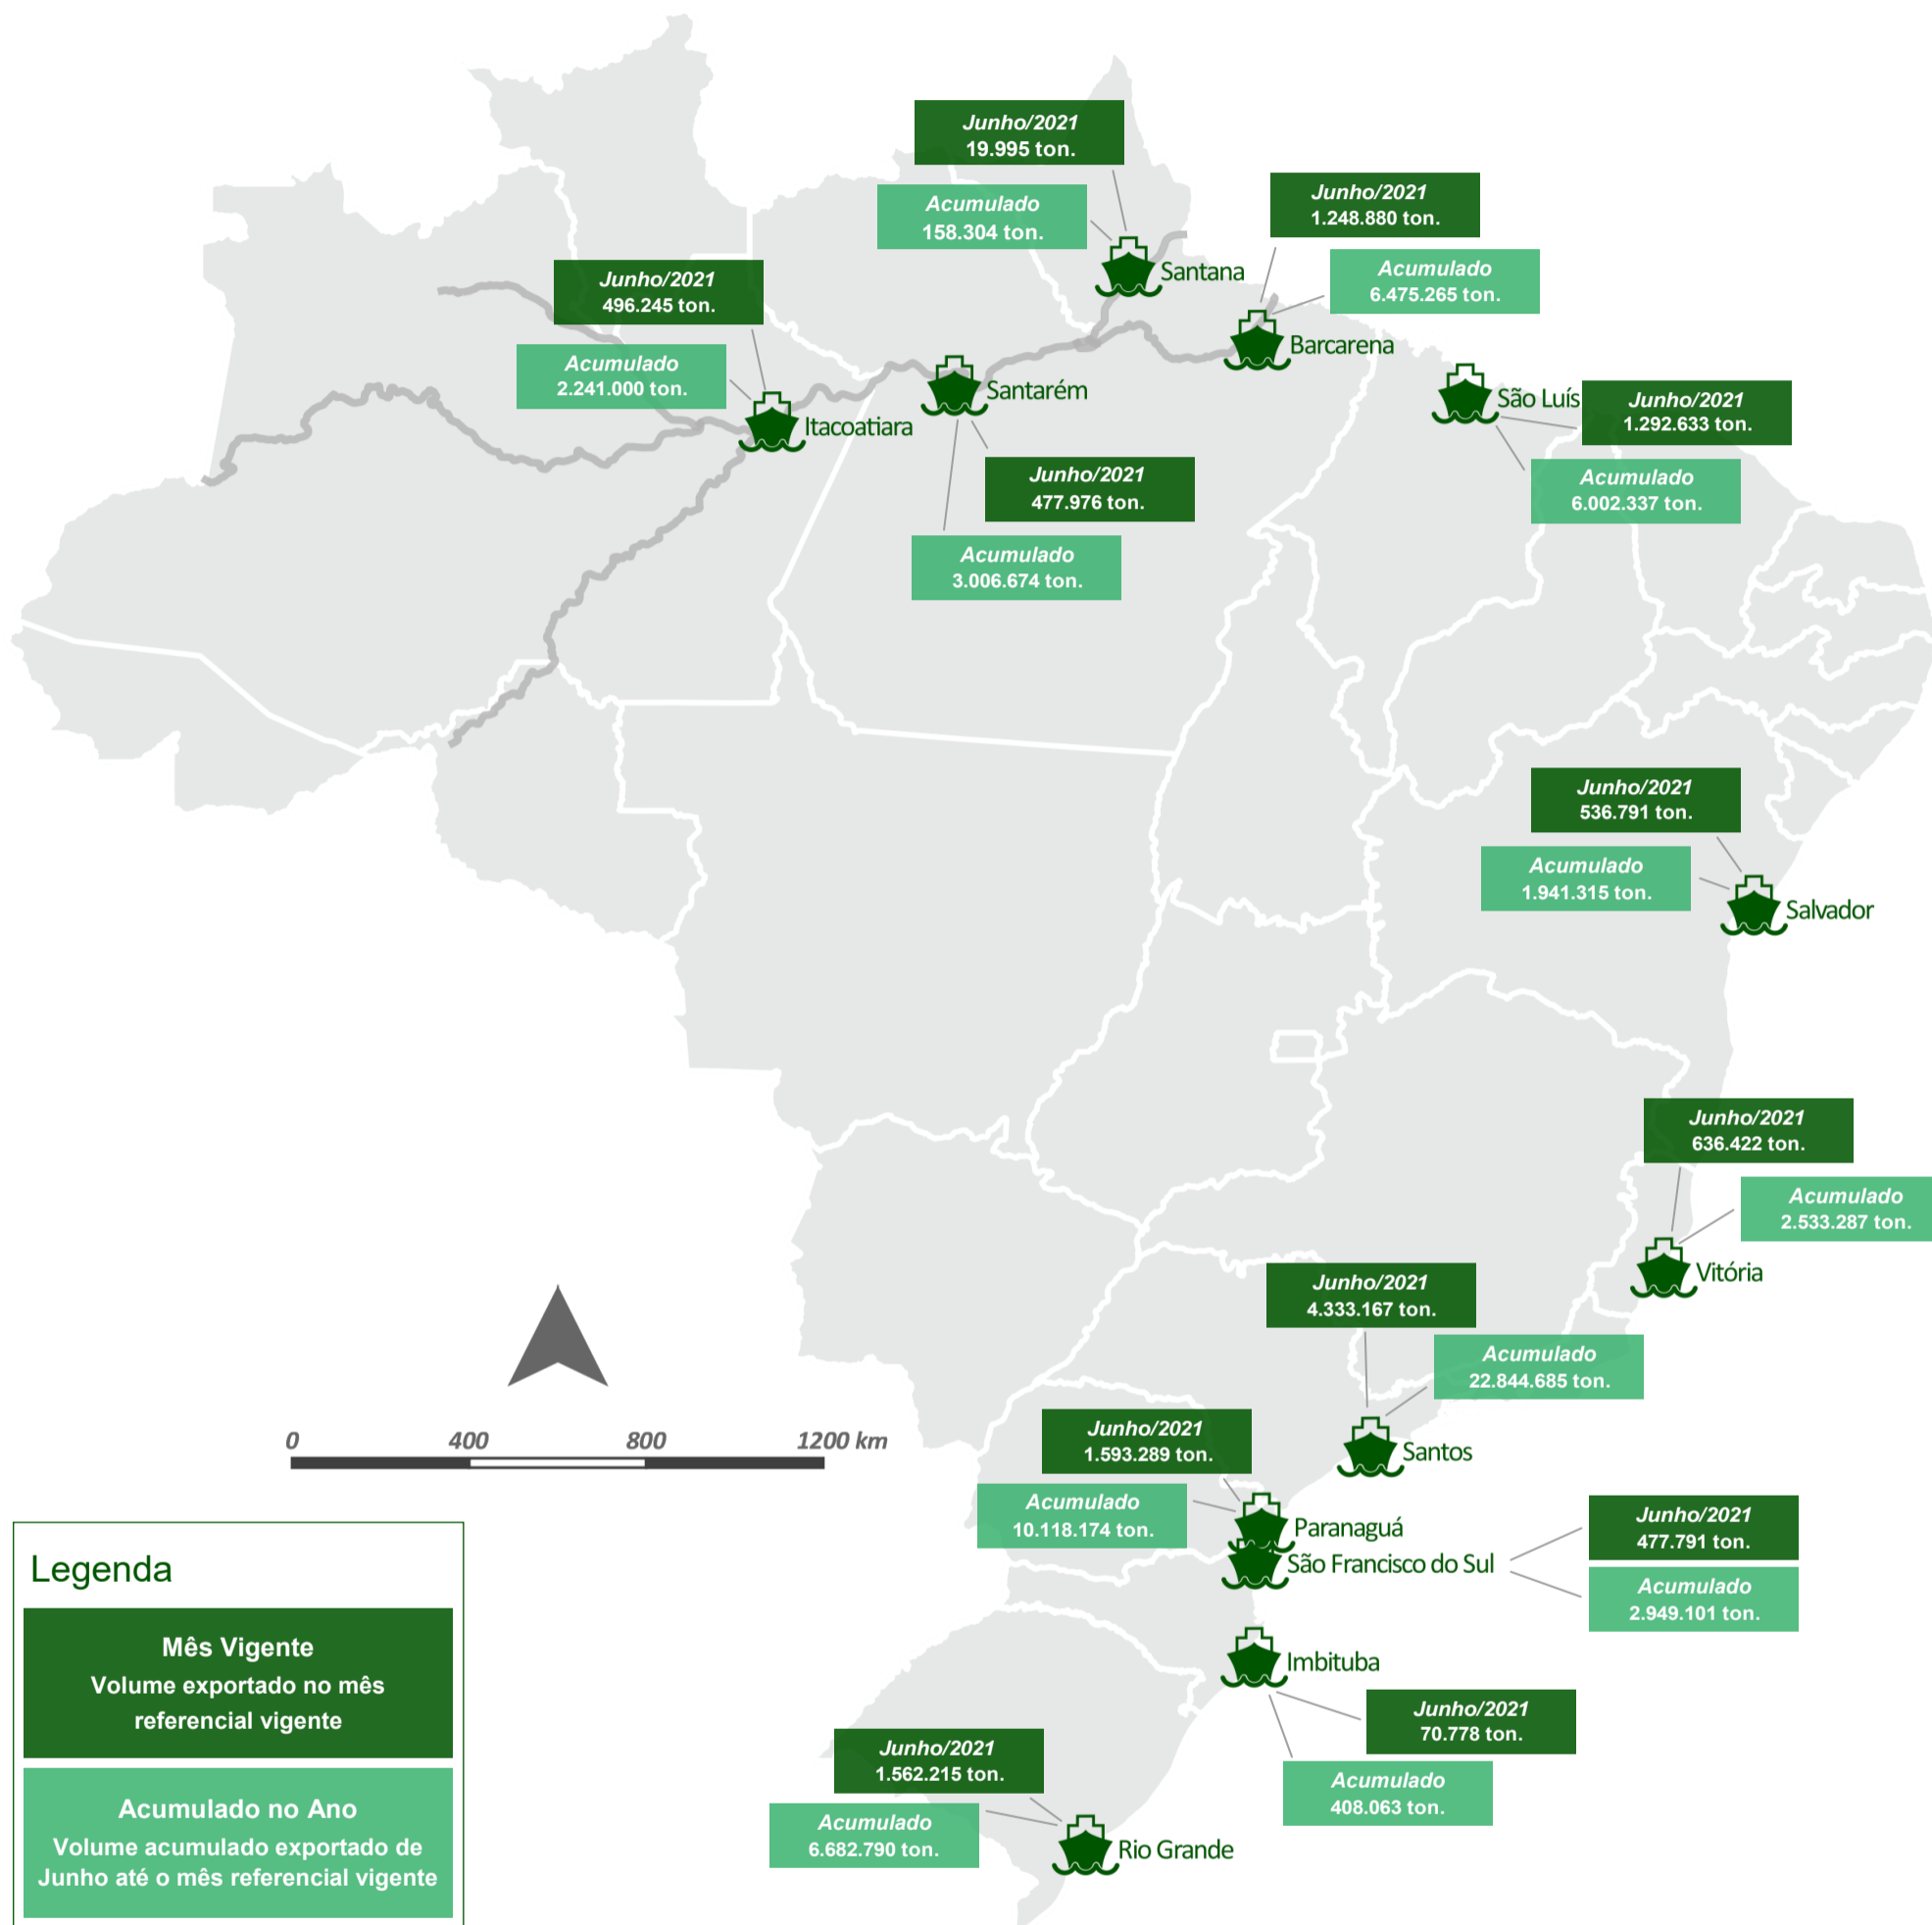 Junho/2021
19.995 ton.
Acumulado
158.304 ton.
Santana
Junho/2021
1.248.880 ton.
Acumulado
6.475.265 ton.
Barcarena
Junho/2021
496.245 ton.
Acumulado
2.241.000 ton.
Itacoatiara
Santarém
Junho/2021
477.976 ton.
Acumulado
3.006.674 ton.
São Luís
Junho/2021
1.292.633 ton.
Acumulado
6.002.337 ton.
Junho/2021
536.791 ton.
Acumulado
1.941.315 ton.
Salvador
Junho/2021
636.422 ton.
Acumulado
2.533.287 ton.
Vitória
Junho/2021
4.333.167 ton.
Acumulado
22.844.685 ton.
Santos
Junho/2021
1.593.289 ton.
Acumulado
10.118.174 ton.
Paranaguá
São Francisco do Sul
Junho/2021
477.791 ton.
Acumulado
2.949.101 ton.
Imbituba
Junho/2021
70.778 ton.
Acumulado
408.063 ton.
Junho/2021
1.562.215 ton.
Acumulado
6.682.790 ton.
Rio Grande
0 400 800 1200 km
Legenda
Mês Vigente
Volume exportado no mês
referencial vigente
Acumulado no Ano
Volume acumulado exportado de
Junho até o mês referencial vigente